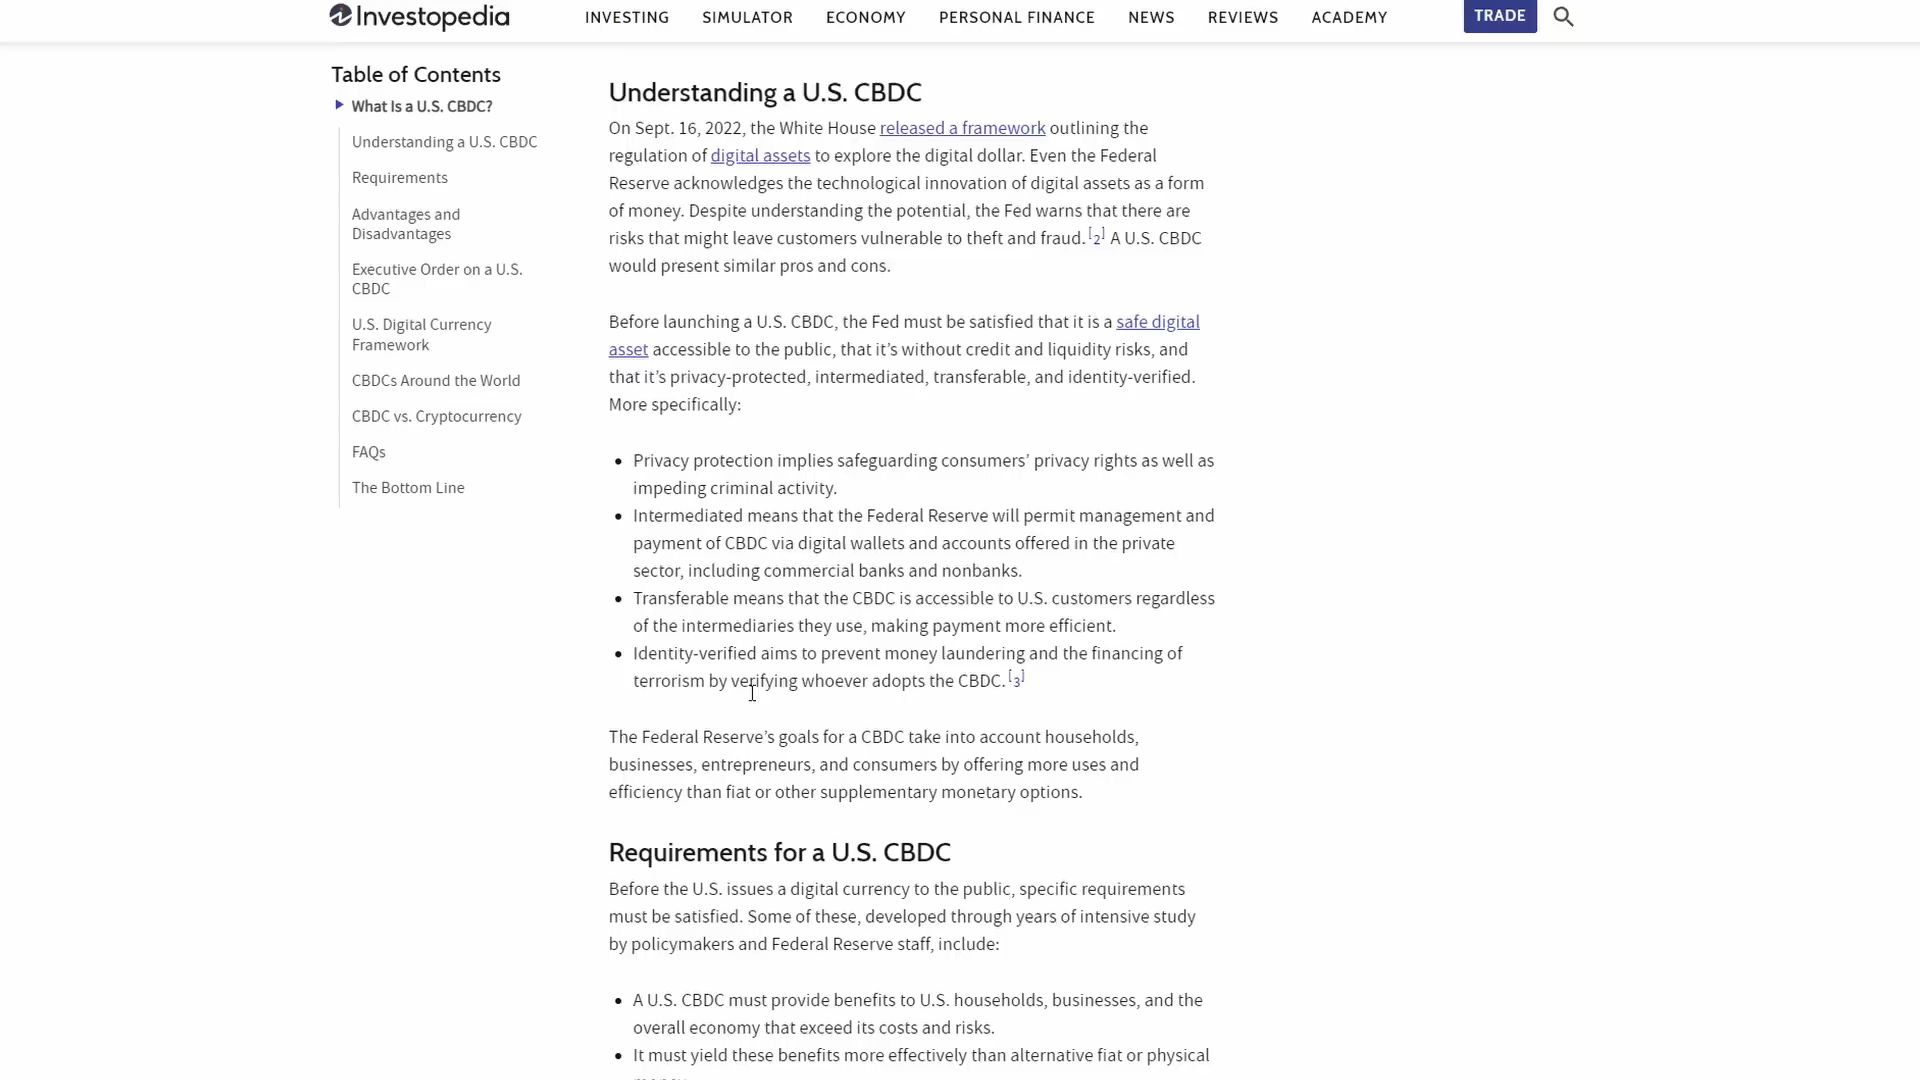 Investopedia
INVESTING SIMULATOR ECONOMY PERSONAL FINANCE NEWS REVIEWS ACADEMY TRADE
Table of Contents
What Is a U.S. CBDC?
Understanding a U.S. CBDC
Requirements
Advantages and
Disadvantages
Executive Order on a U.S.
CBDC
U.S. Digital Currency
Framework
CBDCs Around the World
CBDC vs. Cryptocurrency
FAQs
The Bottom Line
Understanding a U.S. CBDC
On Sept. 16, 2022, the White House released a framework outlining the
regulation of digital assets to explore the digital dollar. Even the Federal
Reserve acknowledges the technological innovation of digital assets as a form
of money. Despite understanding the potential, the Fed warns that there are
risks that might leave customers vulnerable to theft and fraud.[2] A U.S. CBDC
would present similar pros and cons.
Before launching a U.S. CBDC, the Fed must be satisfied that it is a safe digital
asset accessible to the public, that it’s without credit and liquidity risks, and
that it’s privacy-protected, intermediated, transferable, and identity-verified.
More specifically:
• Privacy protection implies safeguarding consumers’ privacy rights as well as
impeding criminal activity.
• Intermediated means that the Federal Reserve will permit management and
payment of CBDC via digital wallets and accounts offered in the private
sector, including commercial banks and nonbanks.
• Transferable means that the CBDC is accessible to U.S. customers regardless
of the intermediaries they use, making payment more efficient.
• Identity-verified aims to prevent money laundering and the financing of
terrorism by verifying whoever adopts the CBDC.[3]
The Federal Reserve’s goals for a CBDC take into account households,
businesses, entrepreneurs, and consumers by offering more uses and
efficiency than fiat or other supplementary monetary options.
Requirements for a U.S. CBDC
Before the U.S. issues a digital currency to the public, specific requirements
must be satisfied. Some of these, developed through years of intensive study
by policymakers and Federal Reserve staff, include:
• A U.S. CBDC must provide benefits to U.S. households, businesses, and the
overall economy that exceed its costs and risks.
• It must yield these benefits more effectively than alternative fiat or physical